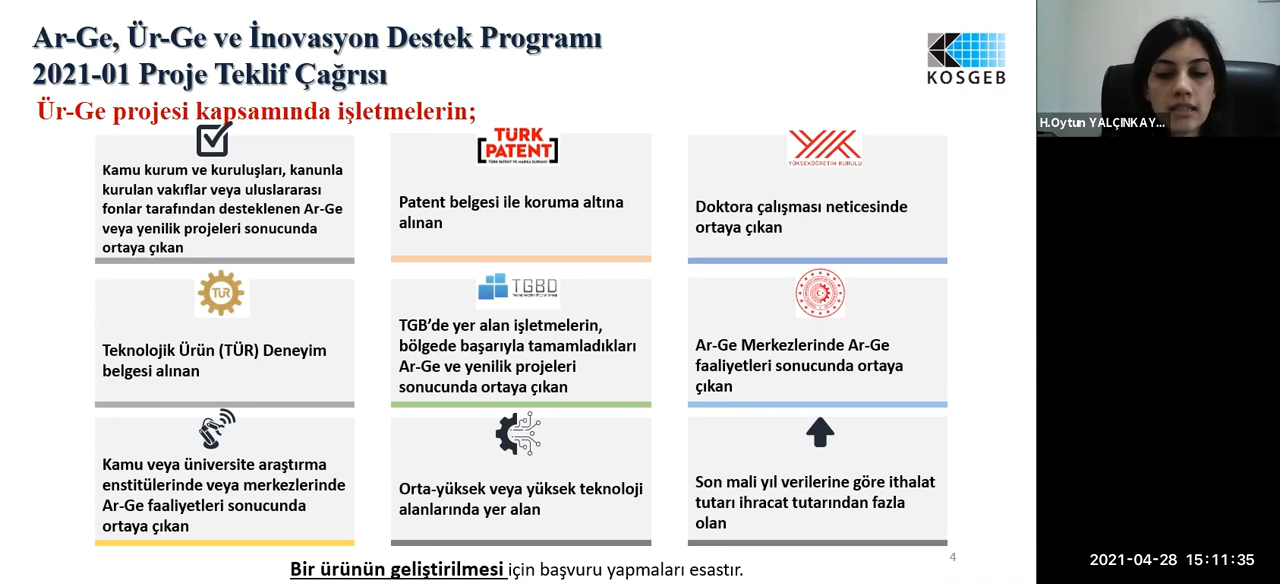 Ar-Ge, Ür-Ge ve İnovasyon Destek Programı
2021-01 Proje Teklif Çağrısı
Ür-Ge projesi kapsamında işletmelerin;
KOSGEB
H.Oytun YALÇINKAY...
Kamu kurum ve kuruluşları, kanunla
kurulan vakıflar veya uluslararası
fonlar tarafından desteklenen Ar-Ge
veya yenilik projeleri sonucunda
ortaya çıkan
TÜRK
PATENT
TÜRK PATENT VE MARKA KURUMU
Patent belgesi ile koruma altına
alınan
YÜKSEKÖĞRETİM KURULU
Doktora çalışması neticesinde
ortaya çıkan
TÜR
Teknolojik Ürün (TÜR) Deneyim
belgesi alınan
TGBD
TGB’de yer alan işletmelerin,
bölgede başarıyla tamamladıkları
Ar-Ge ve yenilik projeleri
sonucunda ortaya çıkan
Ar-Ge Merkezlerinde Ar-Ge
faaliyetleri sonucunda ortaya
çıkan
Kamu veya üniversite araştırma
enstitülerinde veya merkezlerinde
Ar-Ge faaliyetleri sonucunda
ortaya çıkan
Orta-yüksek veya yüksek teknoloji
alanlarında yer alan
Son mali yıl verilerine göre ithalat
tutarı ihracat tutarından fazla
olan
Bir ürünün geliştirilmesi için başvuru yapmaları esastır.
4
2021-04-28 15:11:35